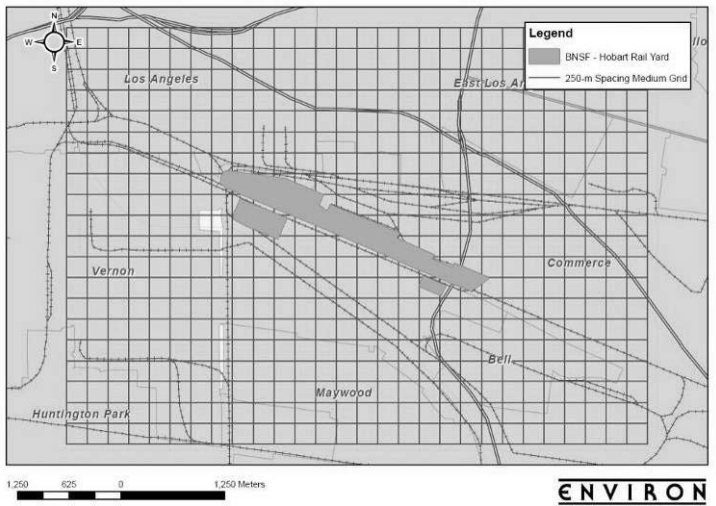 N
W E
S
Legend
BNSF - Hobart Rail Yard
250-m Spacing Medium Grid
Los Angeles
East Los An
llo
Vernon
Commerce
Bell
Maywood
Huntington Park
1,250 625 0 1,250 Meters
ENVIRON